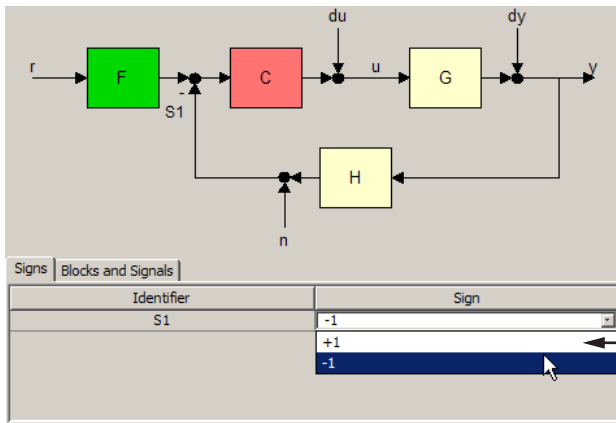 du
dy
r
F
C
u
G
y
-
S1
H
n
Signs
Blocks and Signals
Identifier
Sign
S1
-1
+1
-1